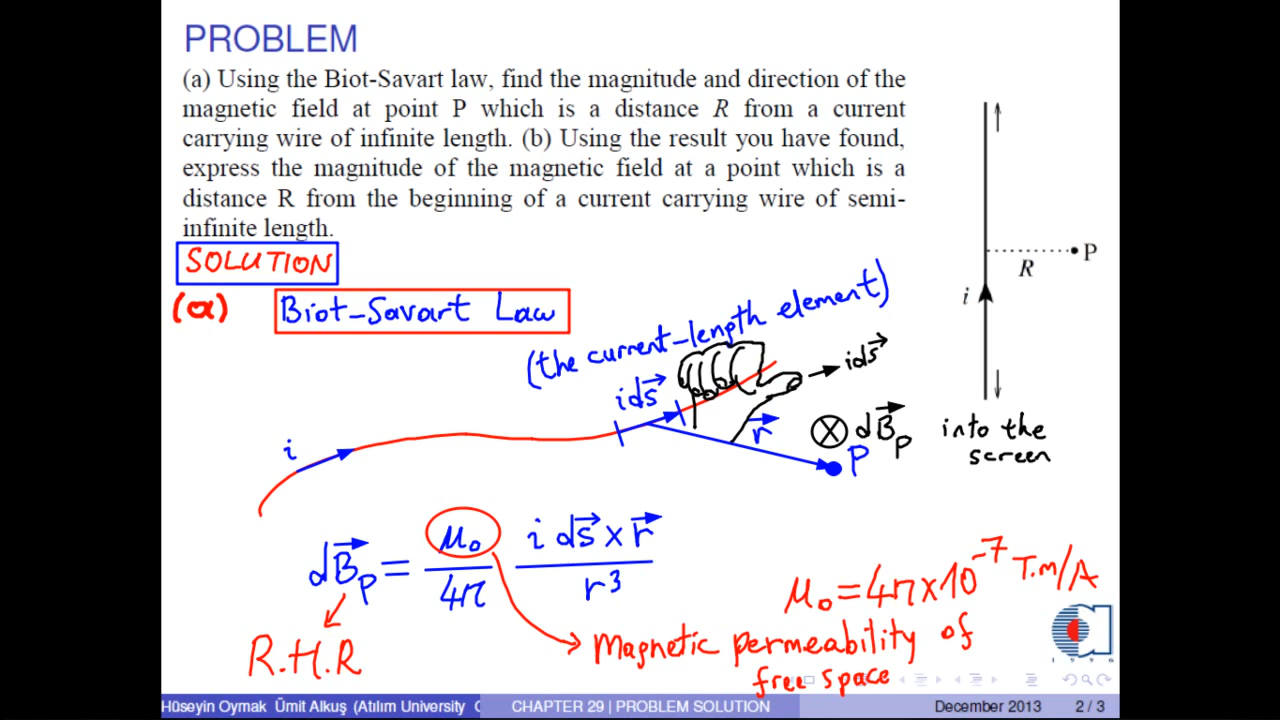 PROBLEM
(a) Using the Biot-Savart law, find the magnitude and direction of the
magnetic field at point P which is a distance R from a current
carrying wire of infinite length. (b) Using the result you have found,
express the magnitude of the magnetic field at a point which is a
distance R from the beginning of a current carrying wire of semi-
infinite length.
P
R
i
SOLUTION
(a)
Biot-Savart Law
(the current-length element)
i ds⃗
i ds⃗
i
r⃗
⊗ dB⃗ₚ
into the
screen
P
dB⃗ₚ = μ₀/4π i ds⃗ × r⃗ / r³
R.H.R
μ₀ = 4π×10⁻⁷ T.m/A
Magnetic permeability of
free space
1996
Hüseyin Oymak Ümit Alkuş (Atılım University
CHAPTER 29 | PROBLEM SOLUTION
December 2013
2 / 3